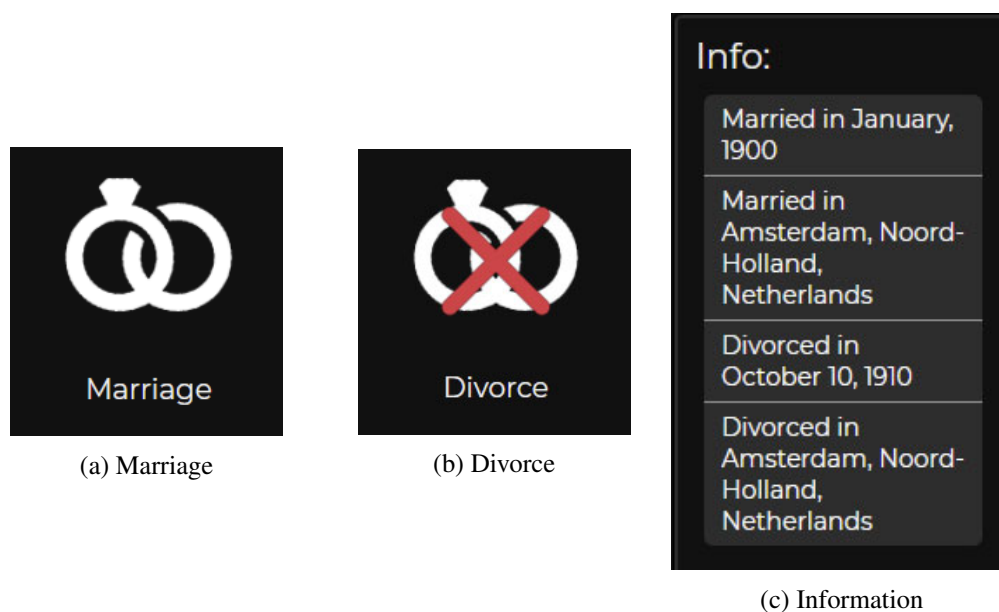 Marriage
(a) Marriage
Divorce
(b) Divorce
Info:
Married in January,
1900
Married in
Amsterdam, Noord-
Holland,
Netherlands
Divorced in
October 10, 1910
Divorced in
Amsterdam, Noord-
Holland,
Netherlands
(c) Information